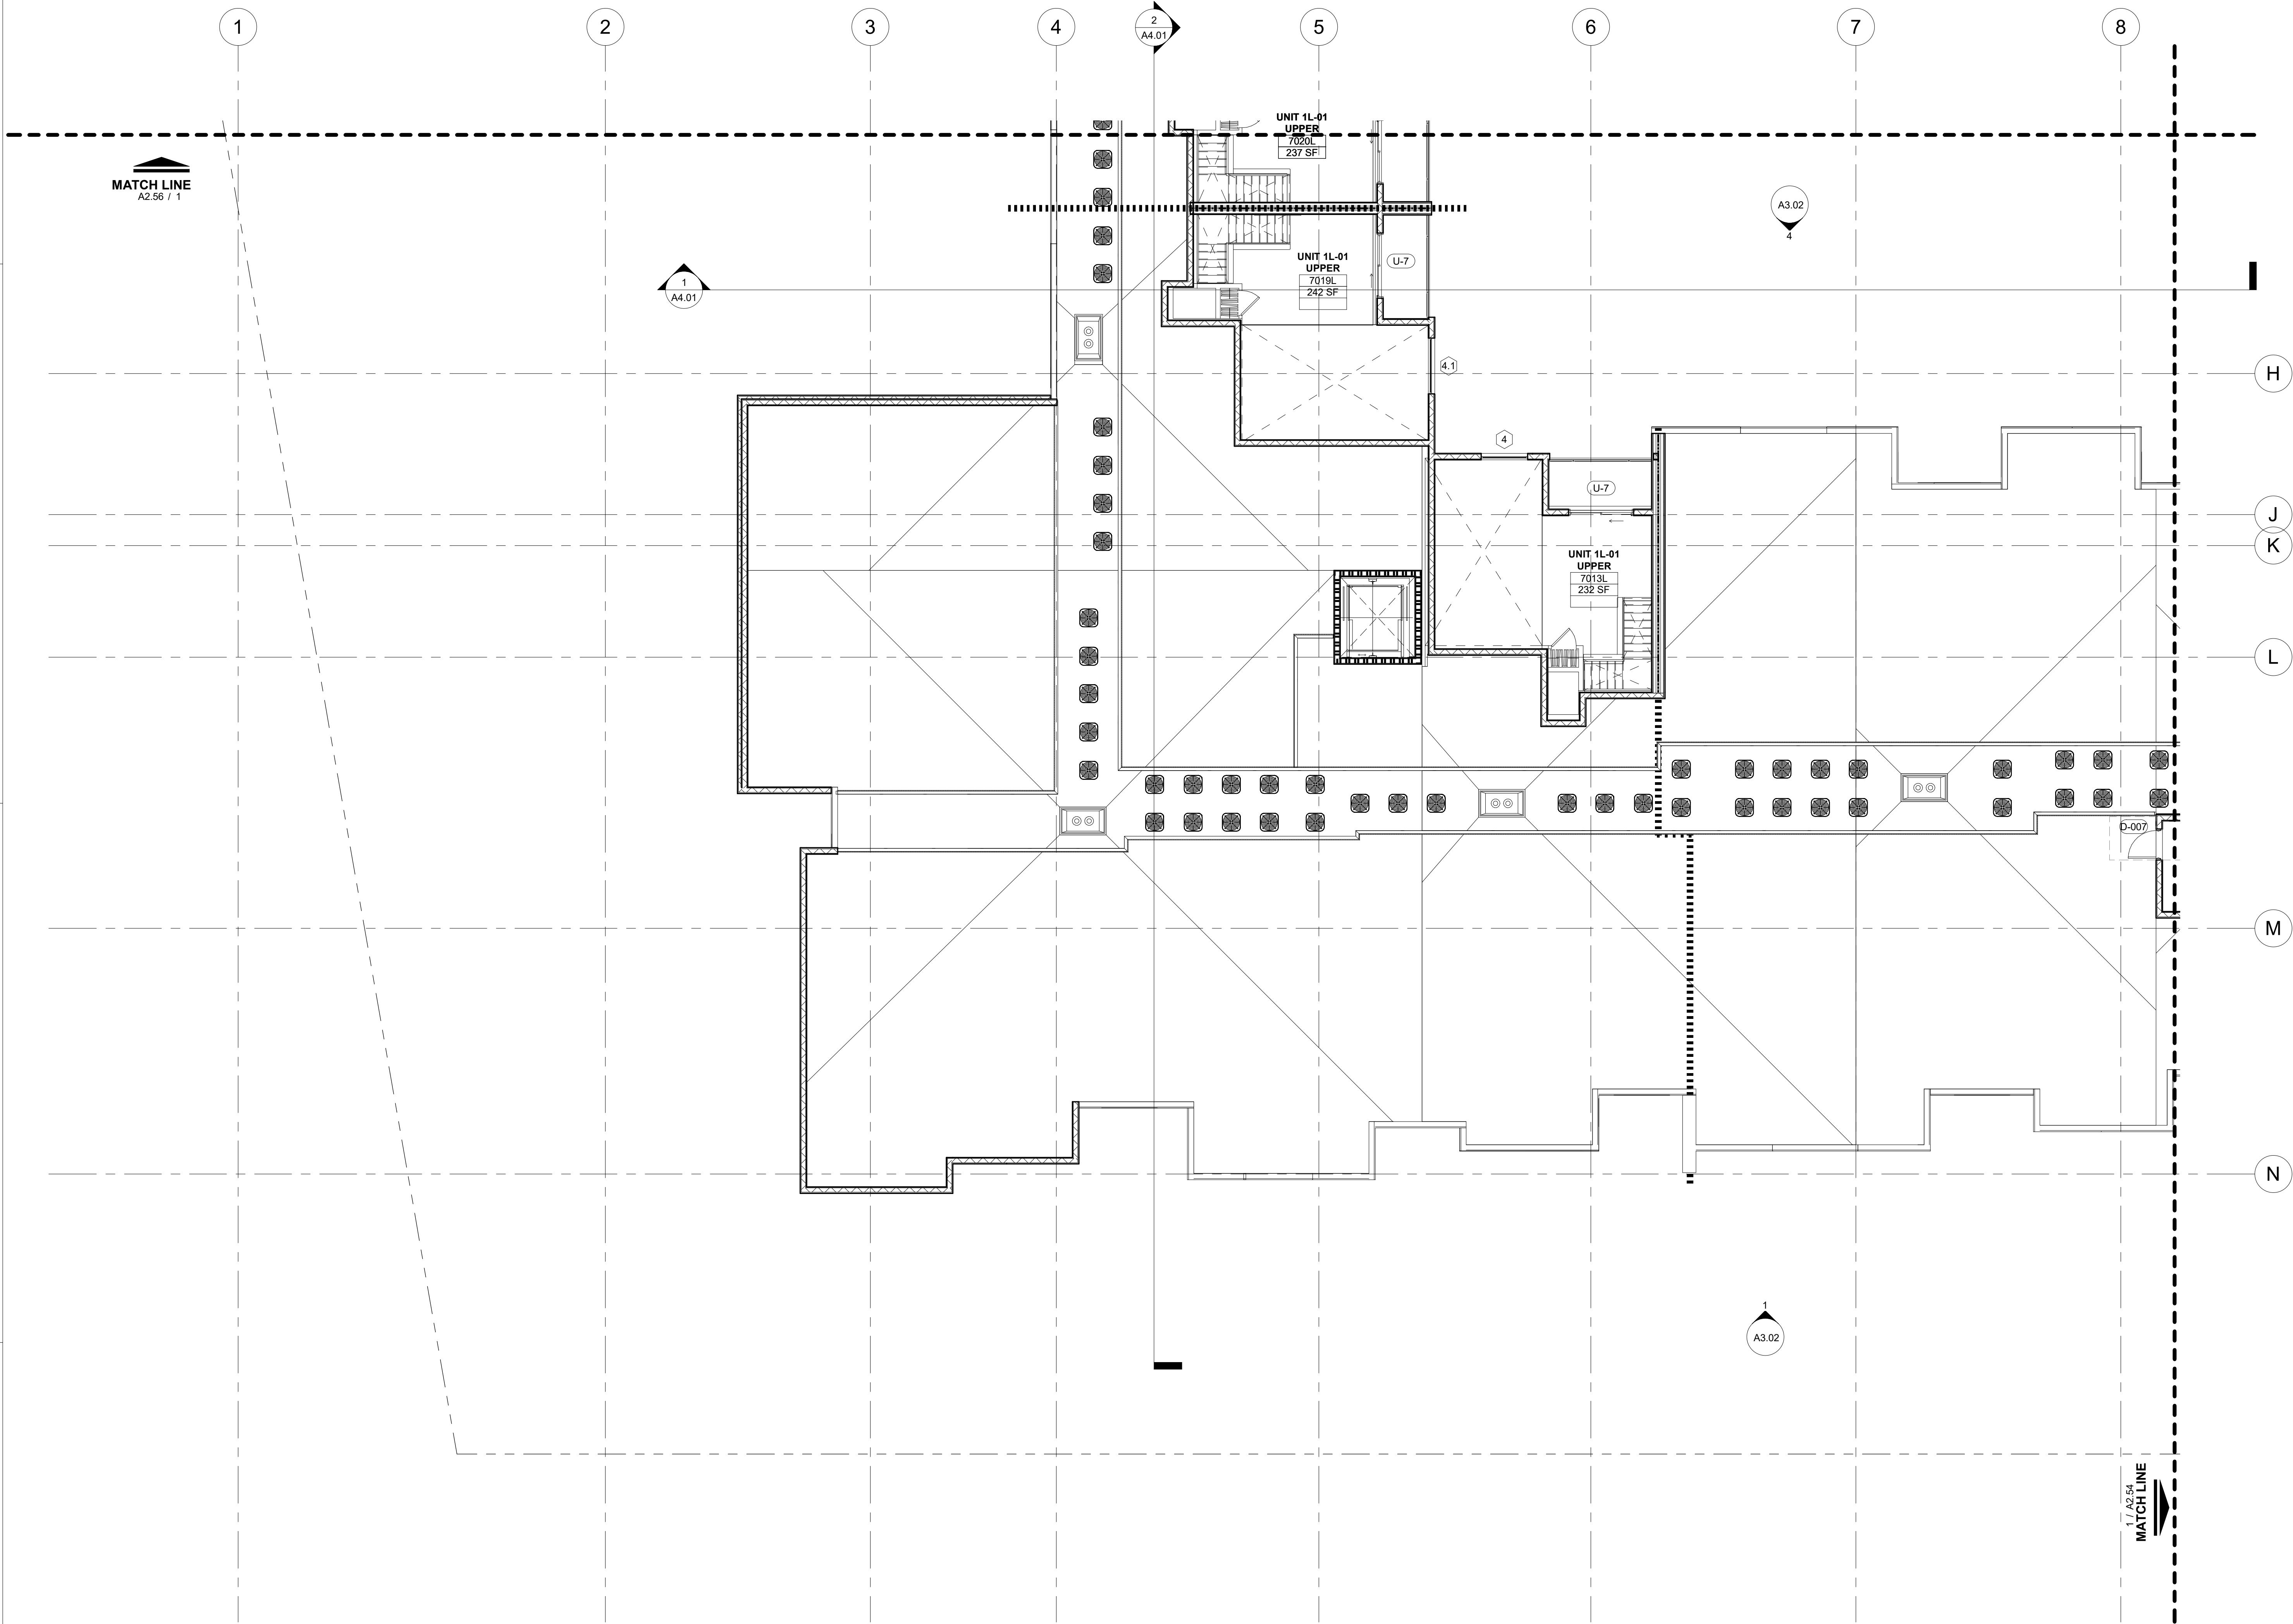 1
2
3
4
2
A4.01
5
6
7
8
MATCH LINE
A2.56 / 1
UNIT 1L-01
UPPER
7020L
237 SF
A3.02
4
UNIT 1L-01
UPPER
7019L
242 SF
U-7
1
A4.01
4.1
H
4
U-7
J
K
UNIT 1L-01
UPPER
7013L
232 SF
L
D-007
M
N
1
A3.02
1 / A2.54
MATCH LINE